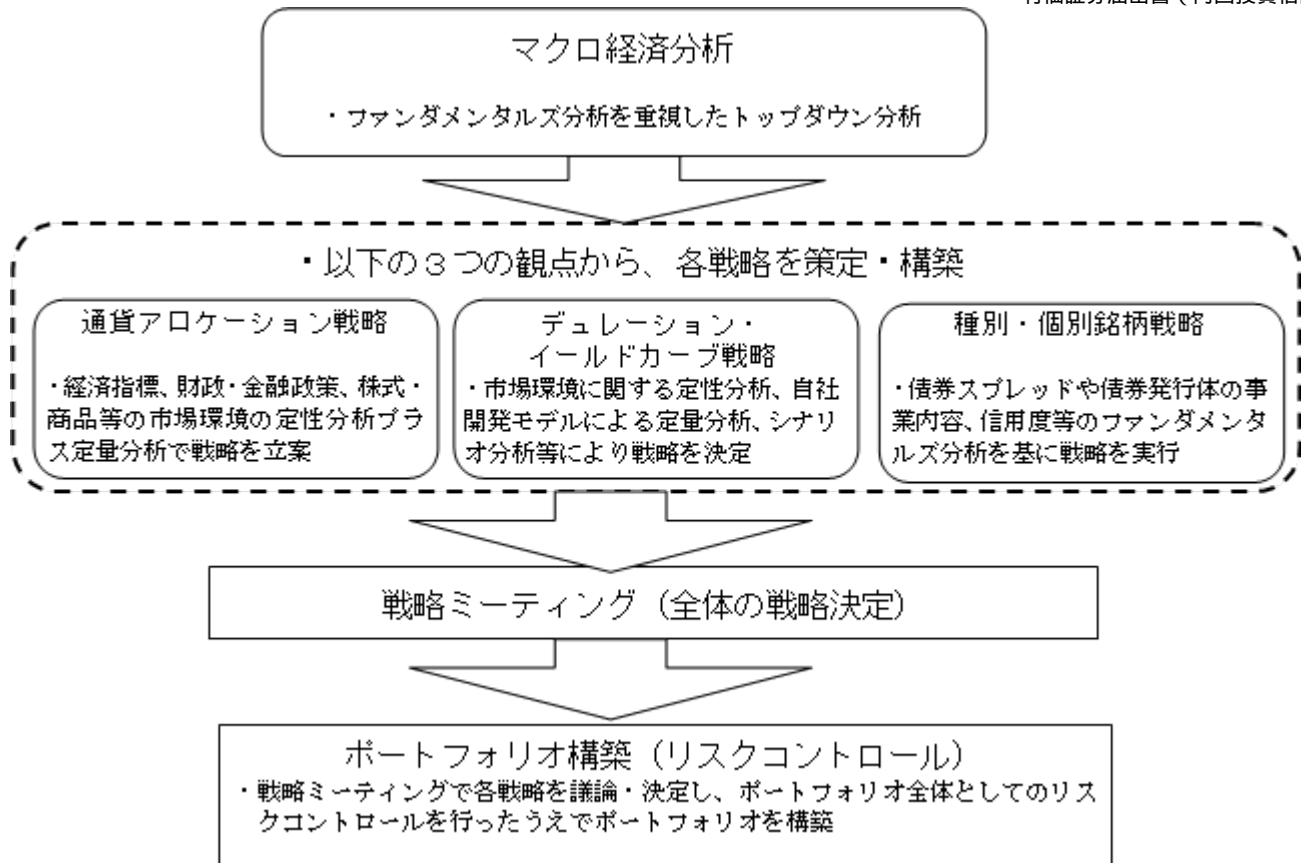 マクロ経済分析
・ファンダメンタルズ分析を重視したトップダウン分析
・以下の３つの観点から、各戦略を策定・構築
通貨アロケーション戦略
・経済指標、財政・金融政策、株式・
商品等の市場環境の定性分析プラ
ス定量分析で戦略を立案
デュレーション・
イールドカーブ戦略
・市場環境に関する定性分析、自社
開発モデルによる定量分析、シナリ
オ分析等により戦略を決定
種別・個別銘柄戦略
・債券スプレッドや債券発行体の事
業内容、信用度等のファンダメンタ
ルズ分析を基に戦略を実行
戦略ミーティング（全体の戦略決定）
ポートフォリオ構築（リスクコントロール）
・戦略ミーティングで各戦略を議論・決定し、ポートフォリオ全体としてのリス
クコントロールを行ったうえでポートフォリオを構築